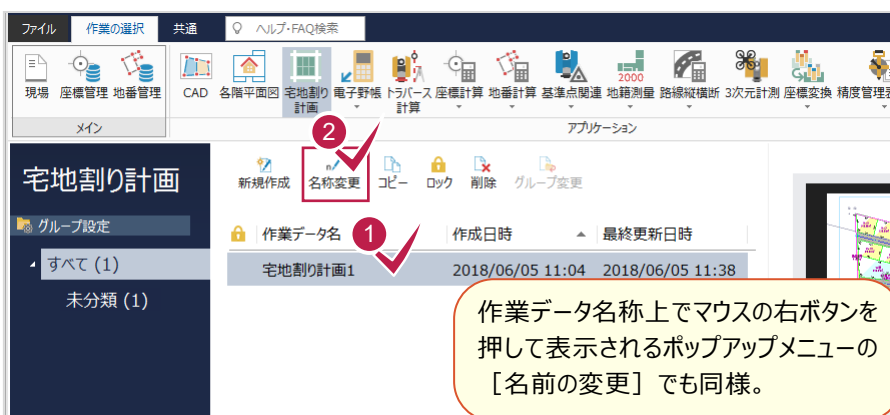 ファイル 作業の選択 共通 ヘルプ・FAQ検索
現場 座標管理 地番管理 CAD 各階平面図 宅地割り 電子野帳 トラバース 座標計算 地番計算 基準点関連 地籍測量 路線縦横断 3次元計測 座標変換 精度管理表
計画 計算
2000
メイン アプリケーション
2
宅地割り計画
新規作成 名称変更 コピー ロック 削除 グループ変更
グループ設定
作業データ名 1 作成日時 最終更新日時
すべて (1)
宅地割り計画1 2018/06/05 11:04 2018/06/05 11:38
未分類 (1)
作業データ名称上でマウスの右ボタンを
押して表示されるポップアップメニューの
［名前の変更］でも同様。